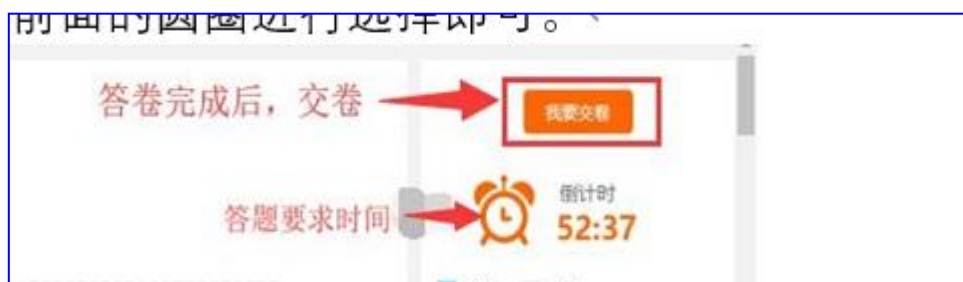 前面的圆圈进行选择即可。
答卷完成后，交卷
我要交卷
倒计时
答题要求时间
52:37